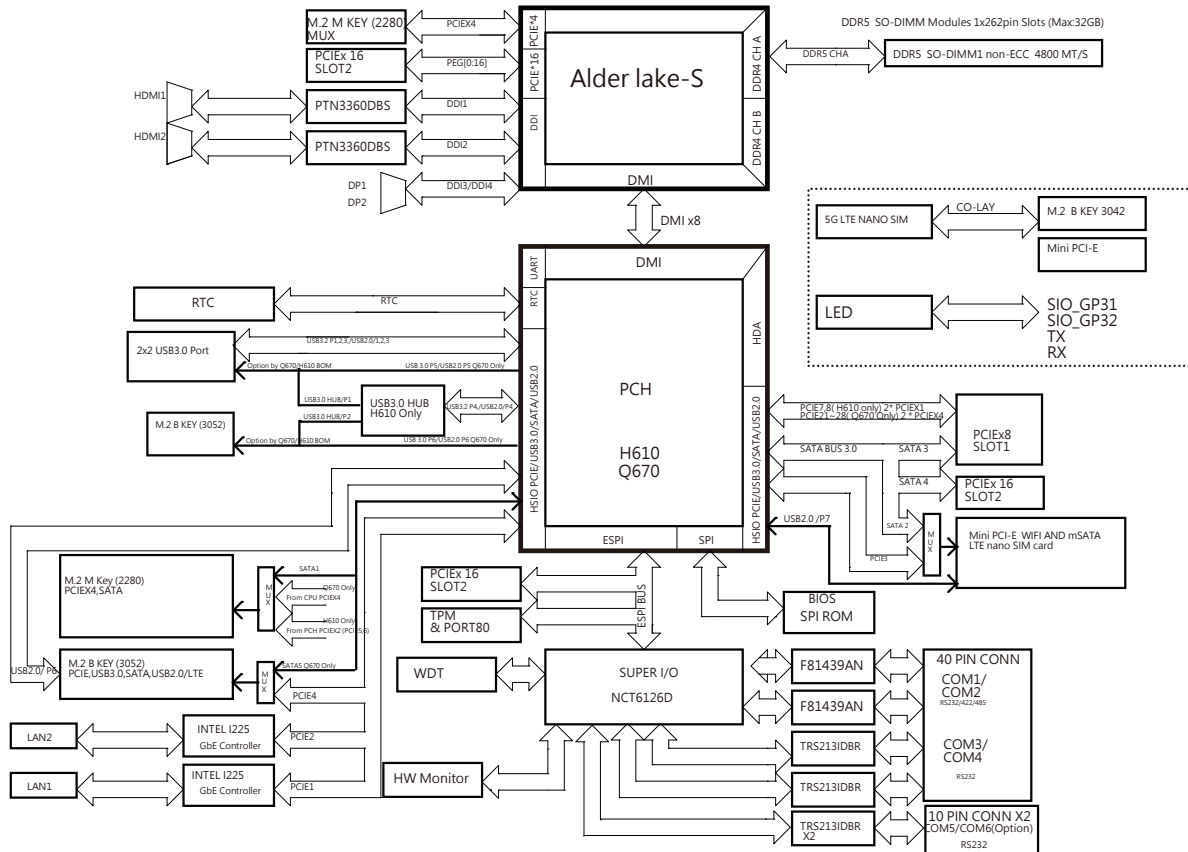 M.2 M KEY (2280)
MUX
PCIEX4
PCIEx 16
SLOT2
PEG[0:16]
HDMI1
PTN3360DBS
DDI1
HDMI2
PTN3360DBS
DDI2
DP1
DP2
DDI3/DDI4
PCIE*4
PCIE*16
DDI
Alder lake-S
DDR4 CH A
DDR4 CH B
DMI
DDR5 SO-DIMM Modules 1x262pin Slots (Max:32GB)
DDR5 CHA
DDR5 SO-DIMM1 non-ECC 4800 MT/S
DMI x8
5G LTE NANO SIM
CO-LAY
M.2 B KEY 3042
Mini PCI-E
LED
SIO_GP31
SIO_GP32
TX
RX
DMI
UART
RTC
HSIO PCIE/USB3.0/SATA/USB2.0
HDA
HSIO PCIE/USB3.0/SATA/USB2.0
PCH
H610
Q670
ESPI
SPI
RTC
RTC
2x2 USB3.0 Port
USB3.2 P1,2,3,/USB2.0/1,2,3
Option by Q670/H610 BOM
USB 3.0 P5/USB2.0 P5 Q670 Only
USB3.0 HUB/P1
USB3.0 HUB
H610 Only
USB3.2 P4,/USB2.0/P4
USB3.0 HUB/P2
M.2 B KEY (3052)
Option by Q670/H610 BOM
USB 3.0 P6/USB2.0 P6 Q670 Only
PCIE7,8( H610 only) 2* PCIEX1
PCIE21~28( Q670 Only) 2 * PCIEX4
PCIEx8
SLOT1
SATA BUS 3.0
SATA 3
SATA 4
PCIEx 16
SLOT2
SATA 2
USB2.0 /P7
PCIE3
MUX
Mini PCI-E WIFI AND mSATA
LTE nano SIM card
M.2 M Key (2280)
PCIEX4,SATA
MUX
SATA1
Q670 Only
From CPU PCIEX4
H610 Only
From PCH PCIEX2 (PCIE5,6)
USB2.0/ P6
M.2 B KEY (3052)
PCIE,USB3.0,SATA,USB2.0/LTE
MUX
SATA5 Q670 Only
PCIE4
LAN2
INTEL I225
GbE Controller
PCIE2
LAN1
INTEL I225
GbE Controller
PCIE1
PCIEx 16
SLOT2
TPM
& PORT80
ESPI BUS
BIOS
SPI ROM
WDT
SUPER I/O
NCT6126D
HW Monitor
F81439AN
F81439AN
TRS213IDBR
TRS213IDBR
TRS213IDBR
X2
40 PIN CONN
COM1/
COM2
RS232/422/485
COM3/
COM4
RS232
10 PIN CONN X2
COM5/COM6(Option)
RS232